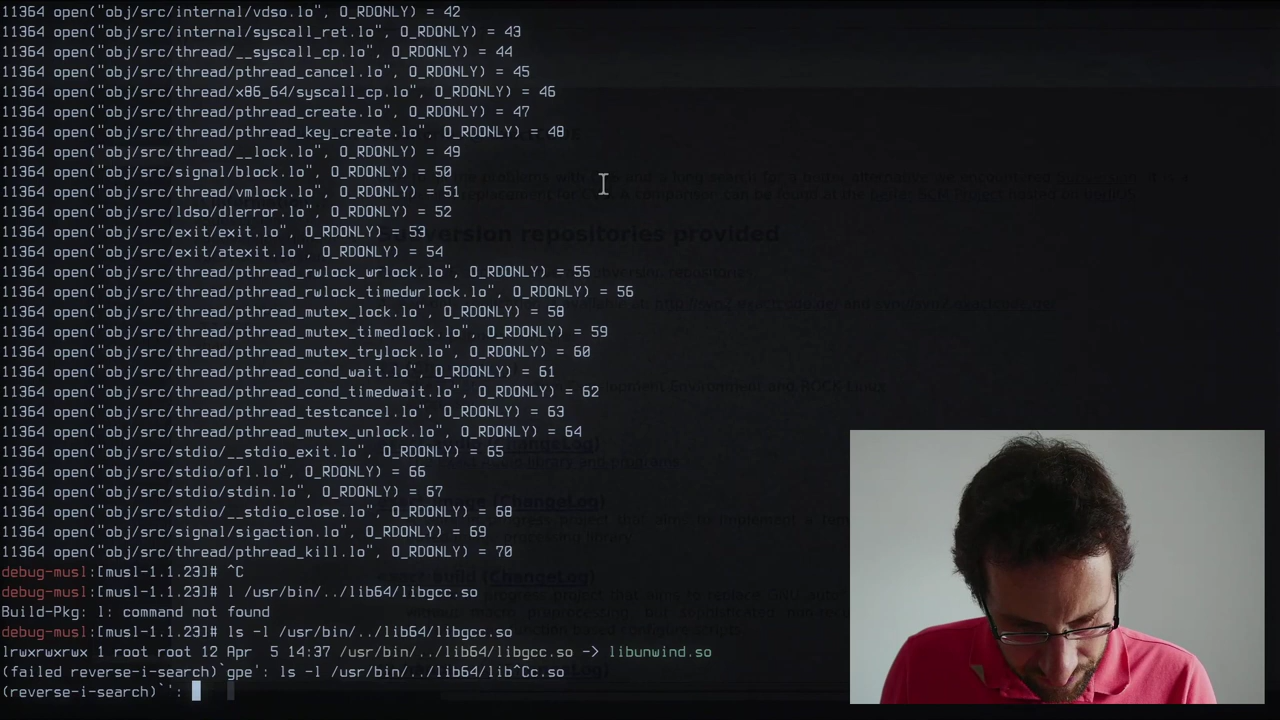 11364 open("obj/src/internal/vdso.lo", O_RDONLY) = 42
11364 open("obj/src/internal/syscall_ret.lo", O_RDONLY) = 43
11364 open("obj/src/thread/__syscall_cp.lo", O_RDONLY) = 44
11364 open("obj/src/thread/pthread_cancel.lo", O_RDONLY) = 45
11364 open("obj/src/thread/x86_64/syscall_cp.lo", O_RDONLY) = 46
11364 open("obj/src/thread/pthread_create.lo", O_RDONLY) = 47
11364 open("obj/src/thread/pthread_key_create.lo", O_RDONLY) = 48
11364 open("obj/src/thread/__lock.lo", O_RDONLY) = 49
11364 open("obj/src/signal/block.lo", O_RDONLY) = 50
11364 open("obj/src/thread/vmlock.lo", O_RDONLY) = 51
11364 open("obj/src/ldso/dlerror.lo", O_RDONLY) = 52
11364 open("obj/src/exit/exit.lo", O_RDONLY) = 53
11364 open("obj/src/exit/atexit.lo", O_RDONLY) = 54
11364 open("obj/src/thread/pthread_rwlock_wrlock.lo", O_RDONLY) = 55
11364 open("obj/src/thread/pthread_rwlock_timedwrlock.lo", O_RDONLY) = 56
11364 open("obj/src/thread/pthread_mutex_lock.lo", O_RDONLY) = 58
11364 open("obj/src/thread/pthread_mutex_timedlock.lo", O_RDONLY) = 59
11364 open("obj/src/thread/pthread_mutex_trylock.lo", O_RDONLY) = 60
11364 open("obj/src/thread/pthread_cond_wait.lo", O_RDONLY) = 61
11364 open("obj/src/thread/pthread_cond_timedwait.lo", O_RDONLY) = 62
11364 open("obj/src/thread/pthread_testcancel.lo", O_RDONLY) = 63
11364 open("obj/src/thread/pthread_mutex_unlock.lo", O_RDONLY) = 64
11364 open("obj/src/stdio/__stdio_exit.lo", O_RDONLY) = 65
11364 open("obj/src/stdio/ofl.lo", O_RDONLY) = 66
11364 open("obj/src/stdio/stdin.lo", O_RDONLY) = 67
11364 open("obj/src/stdio/__stdio_close.lo", O_RDONLY) = 68
11364 open("obj/src/signal/sigaction.lo", O_RDONLY) = 69
11364 open("obj/src/thread/pthread_kill.lo", O_RDONLY) = 70
debug-musl:[musl-1.1.23]# ^C
debug-musl:[musl-1.1.23]# l /usr/bin/../lib64/libgcc.so
Build-Pkg: l: command not found
debug-musl:[musl-1.1.23]# ls -l /usr/bin/../lib64/libgcc.so
lrwxrwxrwx 1 root root 12 Apr  5 14:37 /usr/bin/../lib64/libgcc.so -> libunwind.so
(failed reverse-i-search)`gpe': ls -l /usr/bin/../lib64/lib^Cc.so
(reverse-i-search)`':
version repositories provided